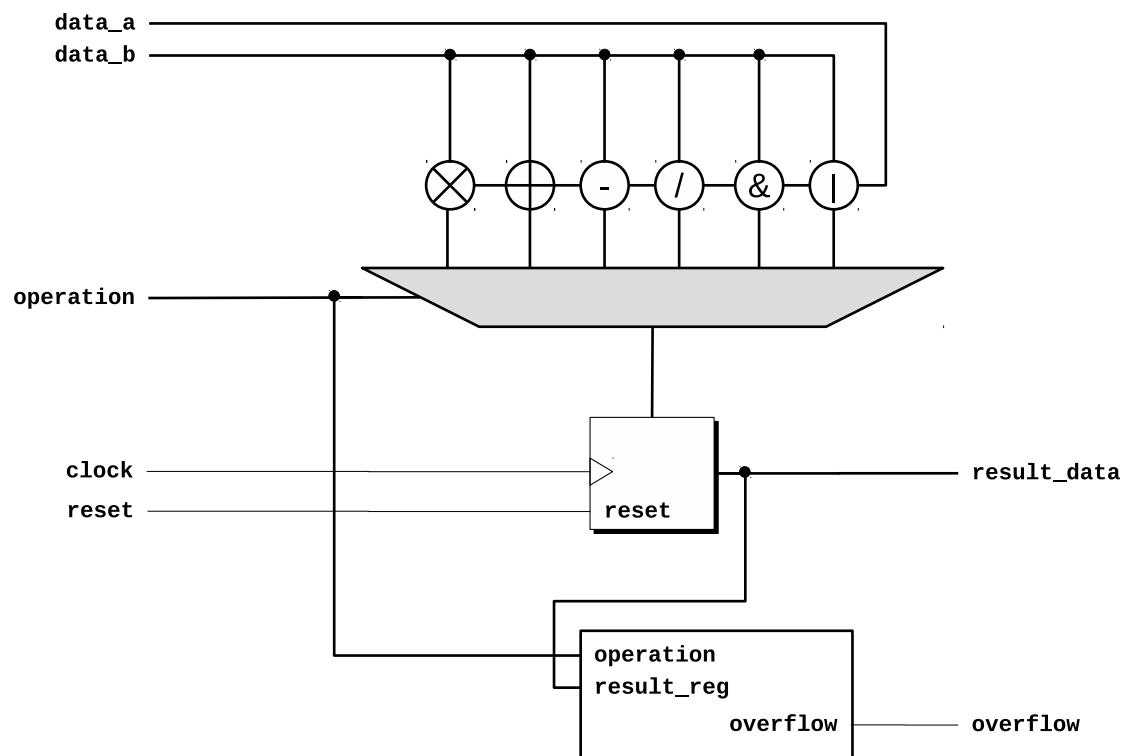 data_a
data_b
- / & |
operation
clock
result_data
reset
reset
operation
result_reg
overflow
overflow